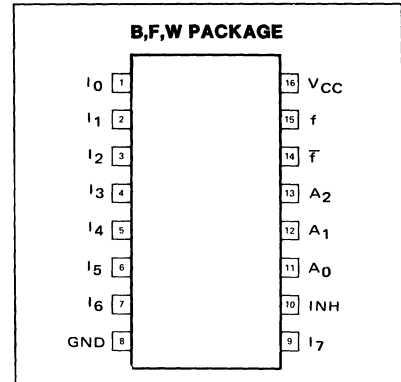 B,F,W PACKAGE
I0 1
I1 2
I2 3
I3 4
I4 5
I5 6
I6 7
GND 8
16 VCC
15 f
14 f̅
13 A2
12 A1
11 A0
10 INH
9 I7